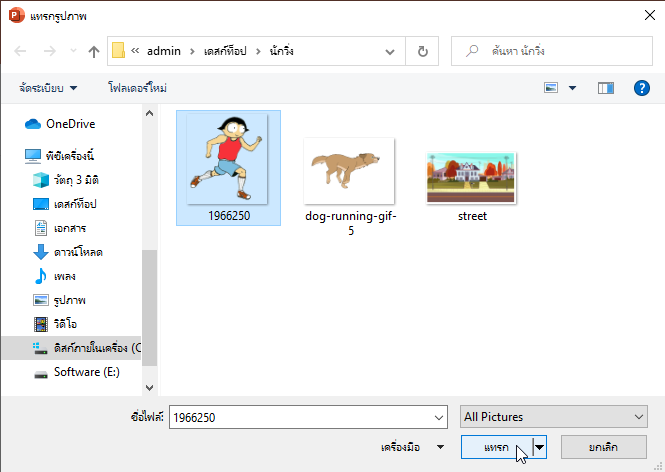 แทรกรูปภาพ
« admin › เดสก์ท็อป › นักวิ่ง
ค้นหา นักวิ่ง
จัดระเบียบ
โฟลเดอร์ใหม่
OneDrive
พีซีเครื่องนี้
วัตถุ 3 มิติ
เดสก์ท็อป
เอกสาร
ดาวน์โหลด
เพลง
รูปภาพ
วิดีโอ
ดิสก์ภายในเครื่อง (C
Software (E:)
1966250
dog-running-gif-
5
street
ชื่อไฟล์:
1966250
All Pictures
เครื่องมือ
แทรก
ยกเลิก